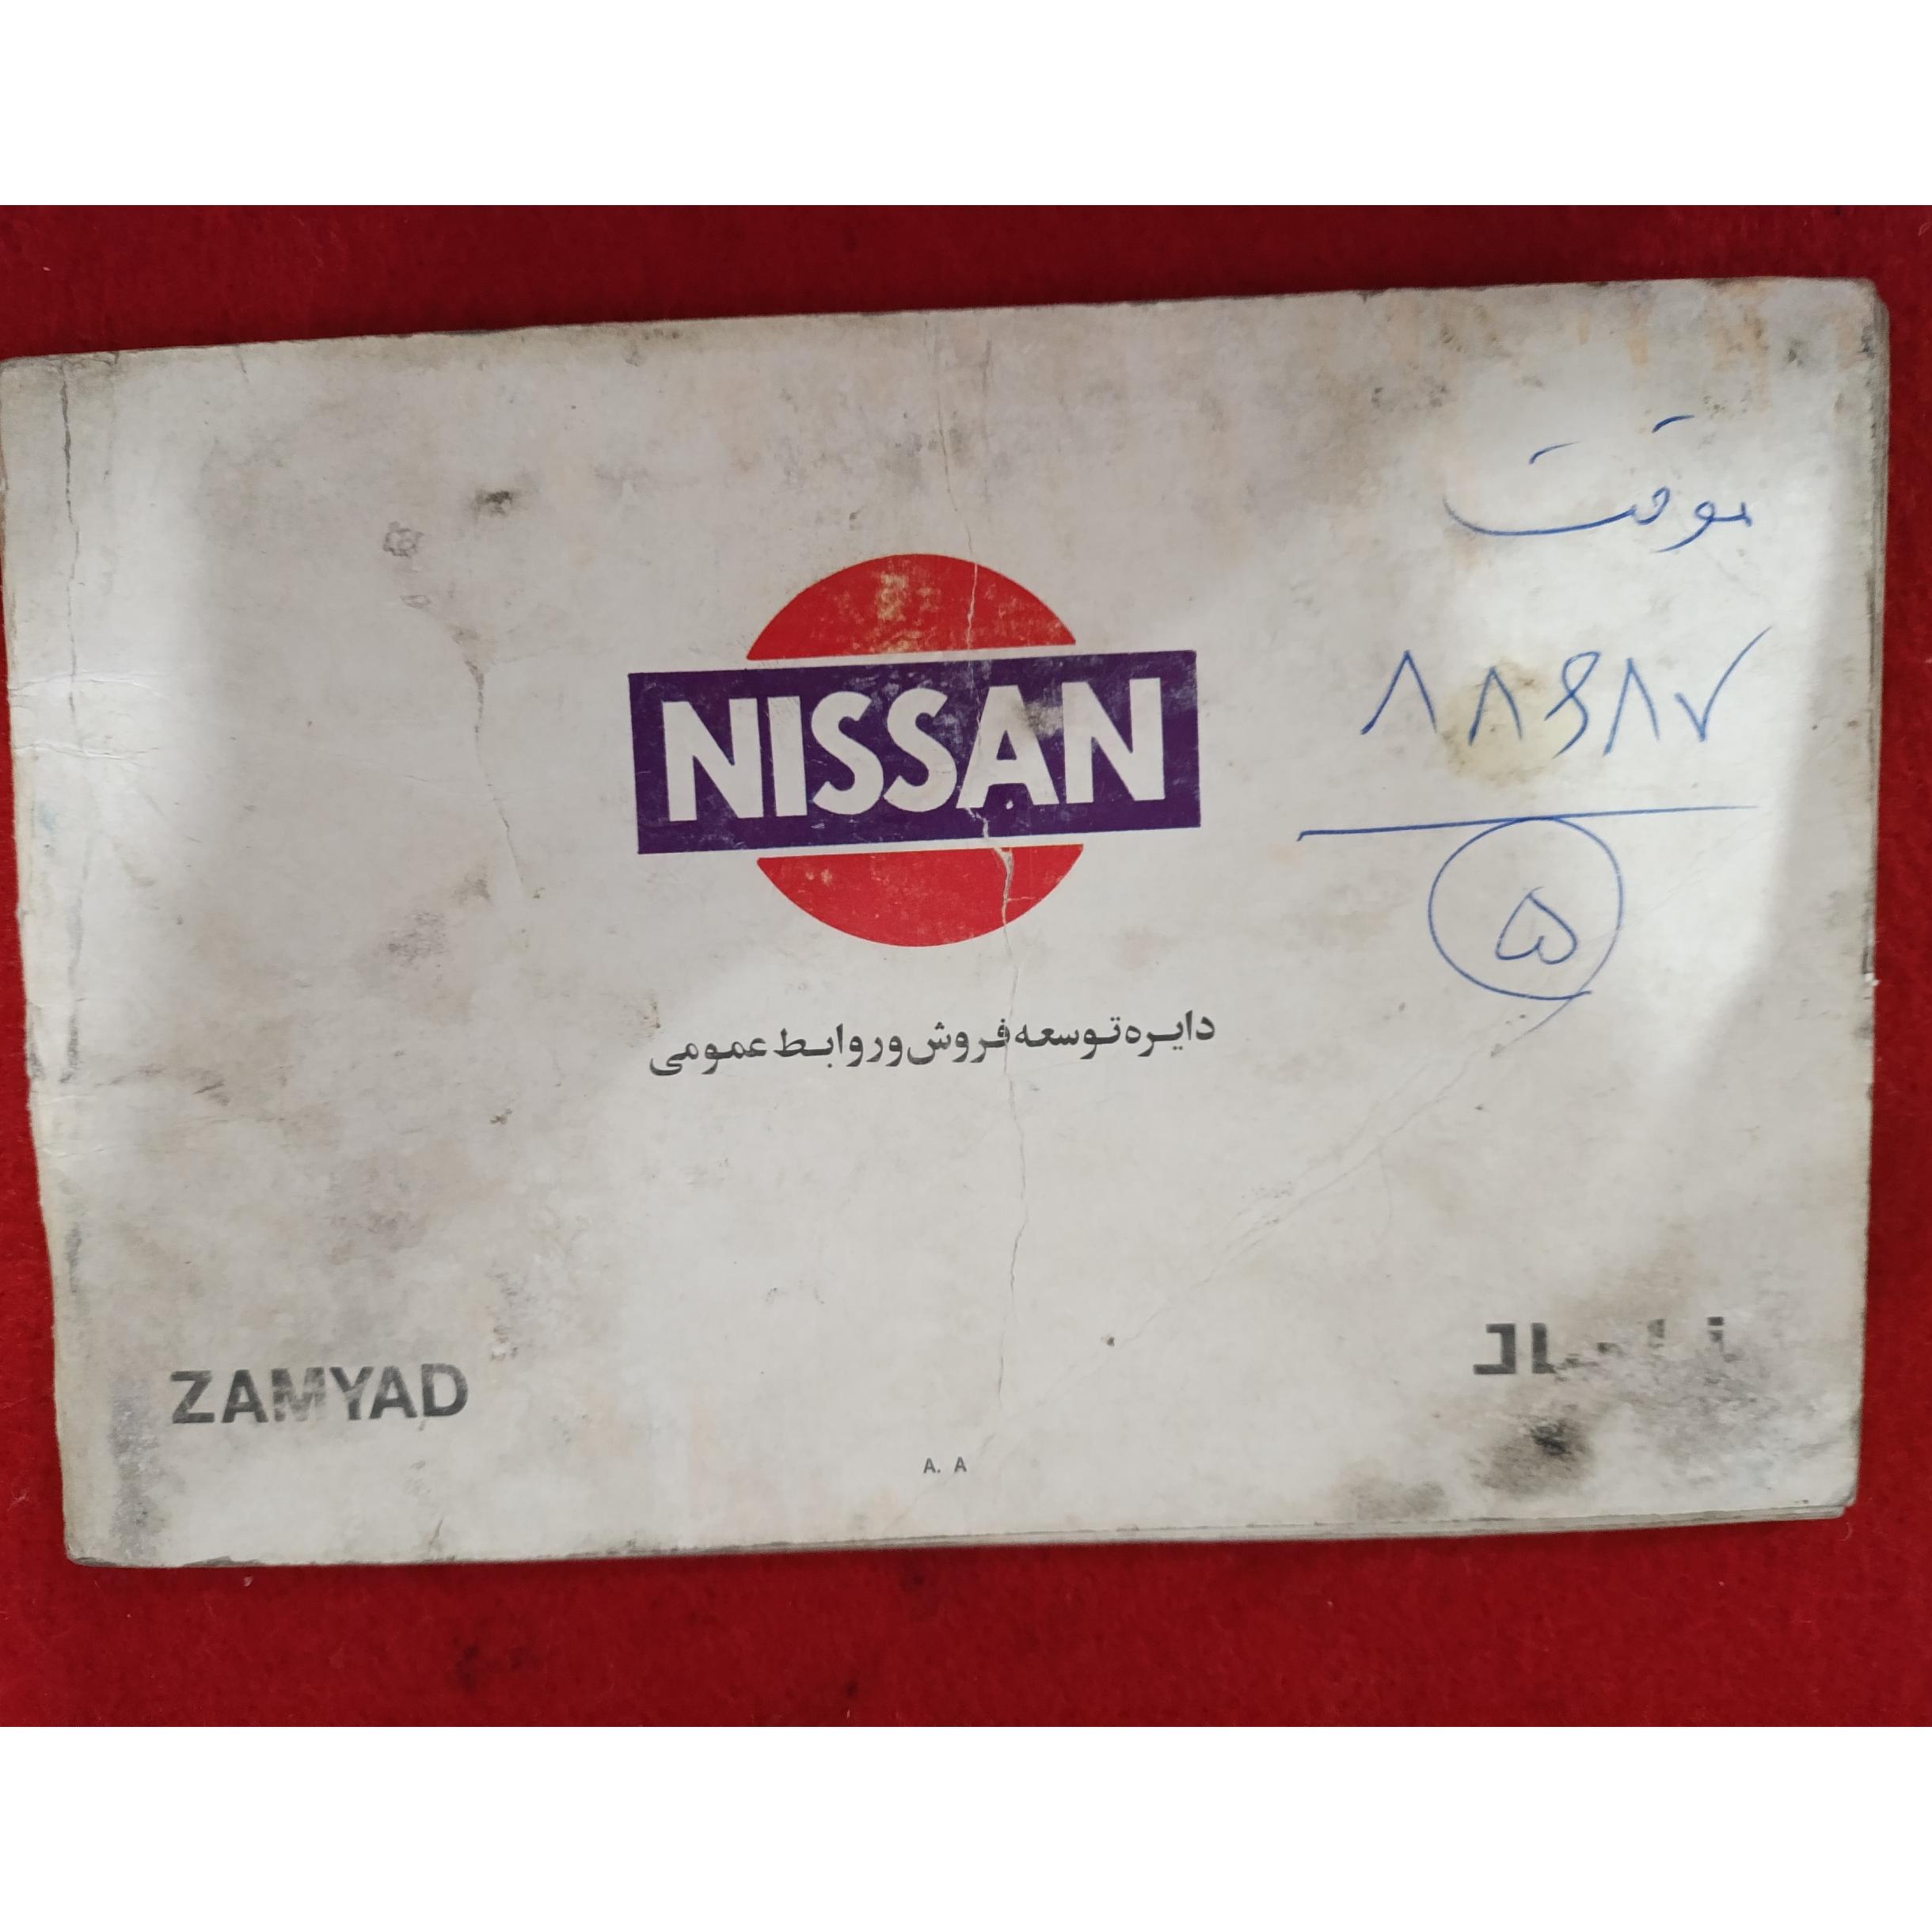 موقت
۸۸۶۸۷
۵
NISSAN
دایره توسعه فروش و روابط عمومی
ZAMYAD
A. A